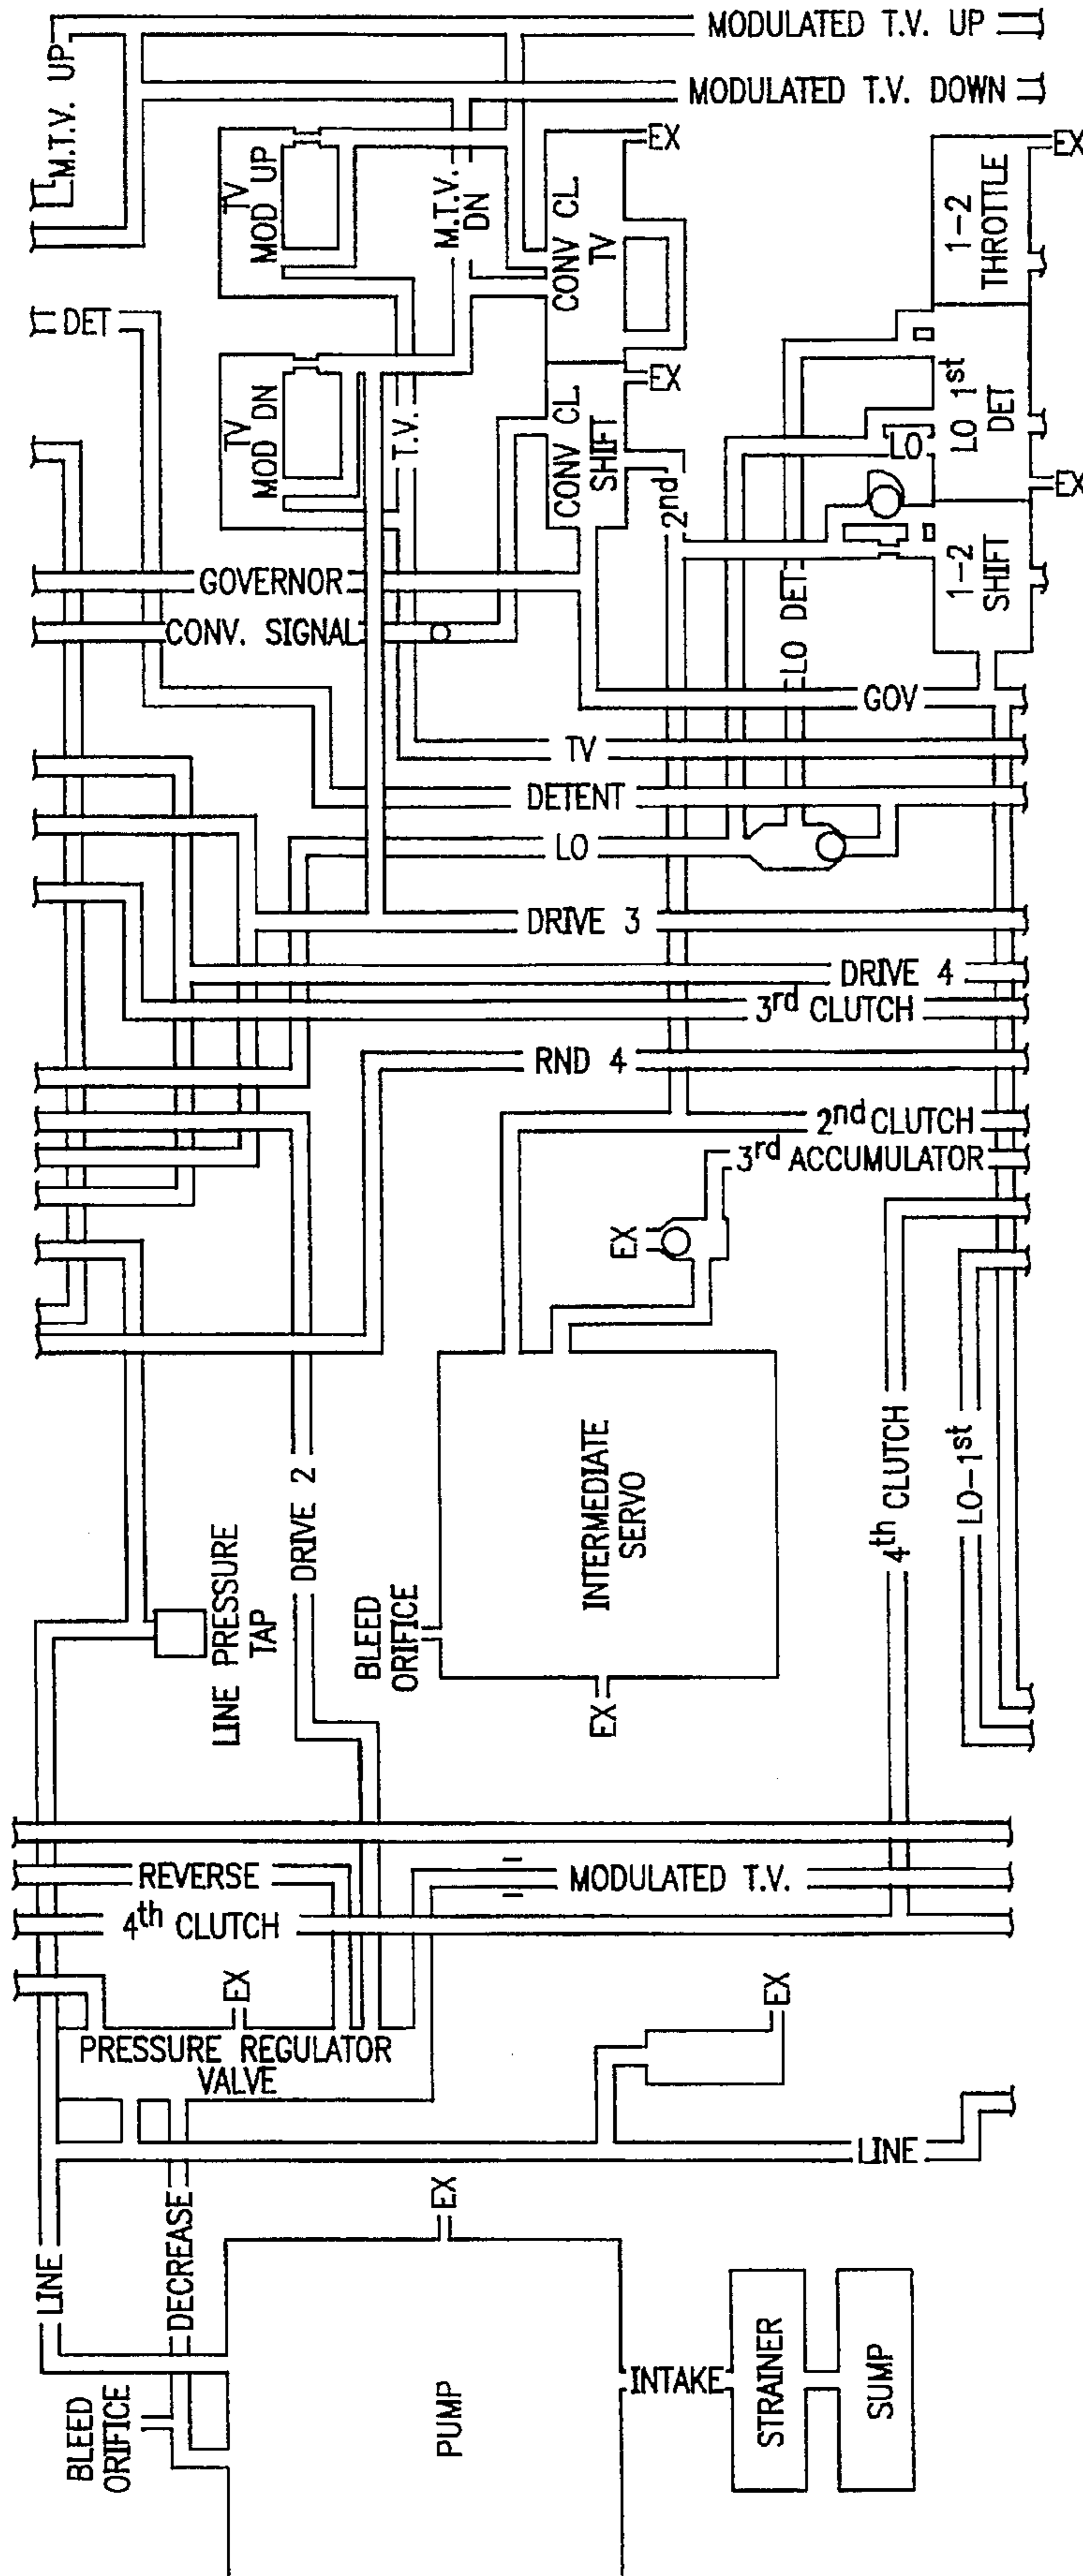 MODULATED T.V. UP
M.T.V. UP
MODULATED T.V. DOWN
EX
TV
MOD UP
M.T.V.
DN
CONV CL.
TV
1-2
THROTTLE
EX
DET
TV
MOD DN
T.V.
CONV CL.
SHIFT
EX
2nd
LO
LO 1st
DET
EX
GOVERNOR
CONV. SIGNAL
LO DET
1-2
SHIFT
GOV
TV
DETENT
LO
DRIVE 3
DRIVE 4
3rd CLUTCH
RND 4
2nd CLUTCH
3rd ACCUMULATOR
EX
DRIVE 2
LINE PRESSURE
TAP
BLEED
ORIFICE
INTERMEDIATE
SERVO
EX
4th CLUTCH
LO-1st
REVERSE
MODULATED T.V.
4th CLUTCH
EX
EX
PRESSURE REGULATOR
VALVE
LINE
LINE
DECREASE
EX
BLEED
ORIFICE
PUMP
INTAKE
STRAINER
SUMP